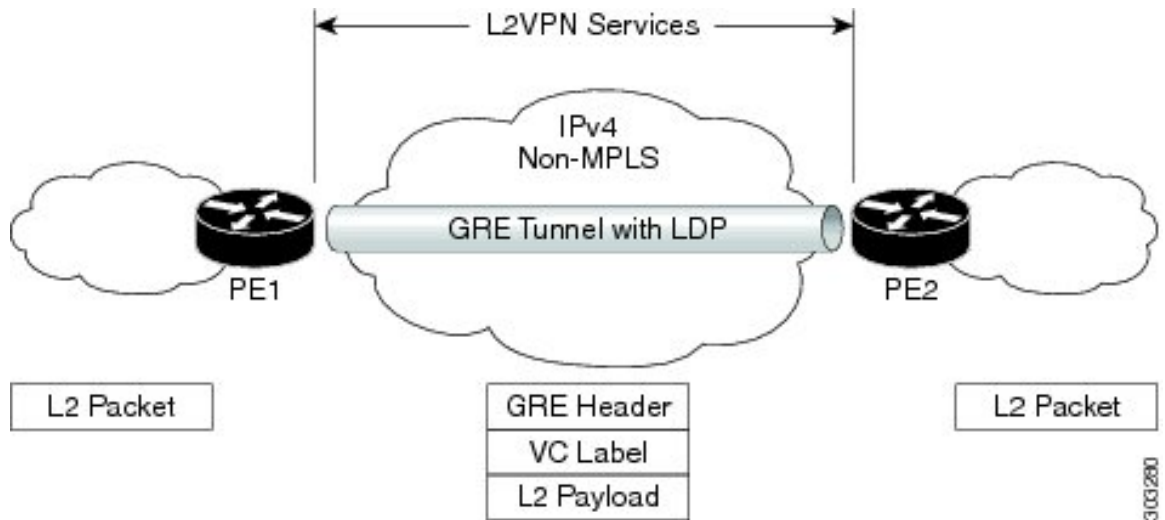 L2VPN Services
IPv4
Non-MPLS
GRE Tunnel with LDP
PE1
PE2
L2 Packet
GRE Header
VC Label
L2 Payload
L2 Packet
303280